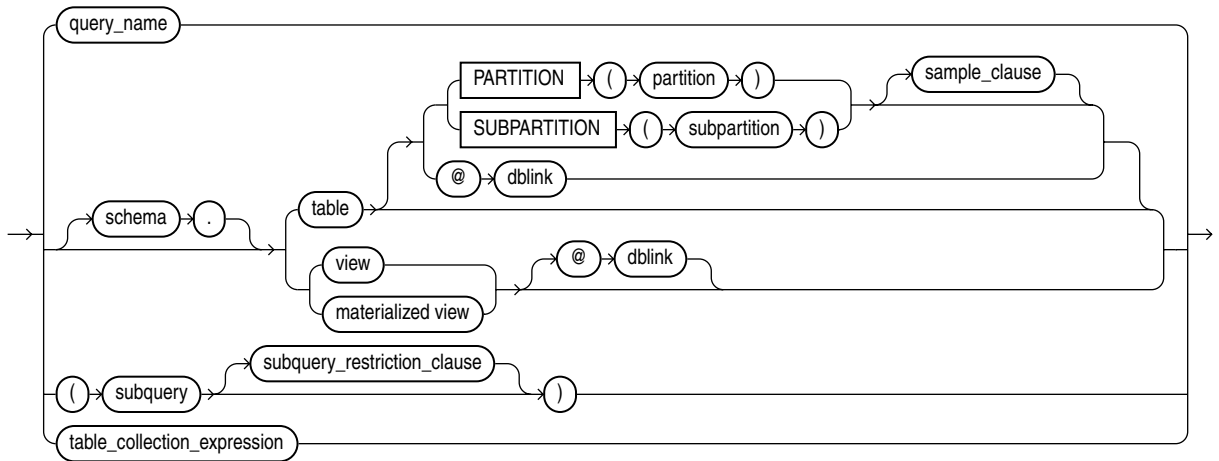 query_name
PARTITION ( partition ) sample_clause
SUBPARTITION ( subpartition )
@ dblink
schema . table
view @ dblink
materialized view
subquery_restriction_clause
( subquery )
table_collection_expression